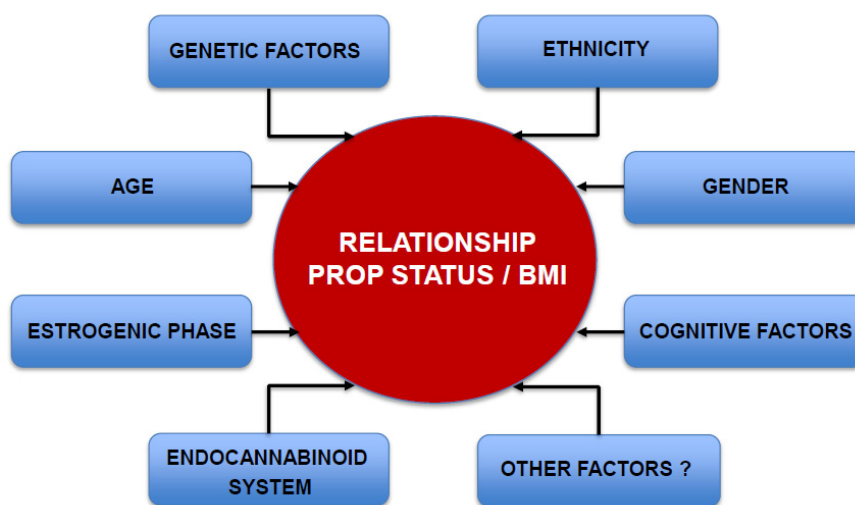 GENETIC FACTORS
ETHNICITY
AGE
GENDER
RELATIONSHIP
PROP STATUS / BMI
ESTROGENIC PHASE
COGNITIVE FACTORS
ENDOCANNABINOID
SYSTEM
OTHER FACTORS ?